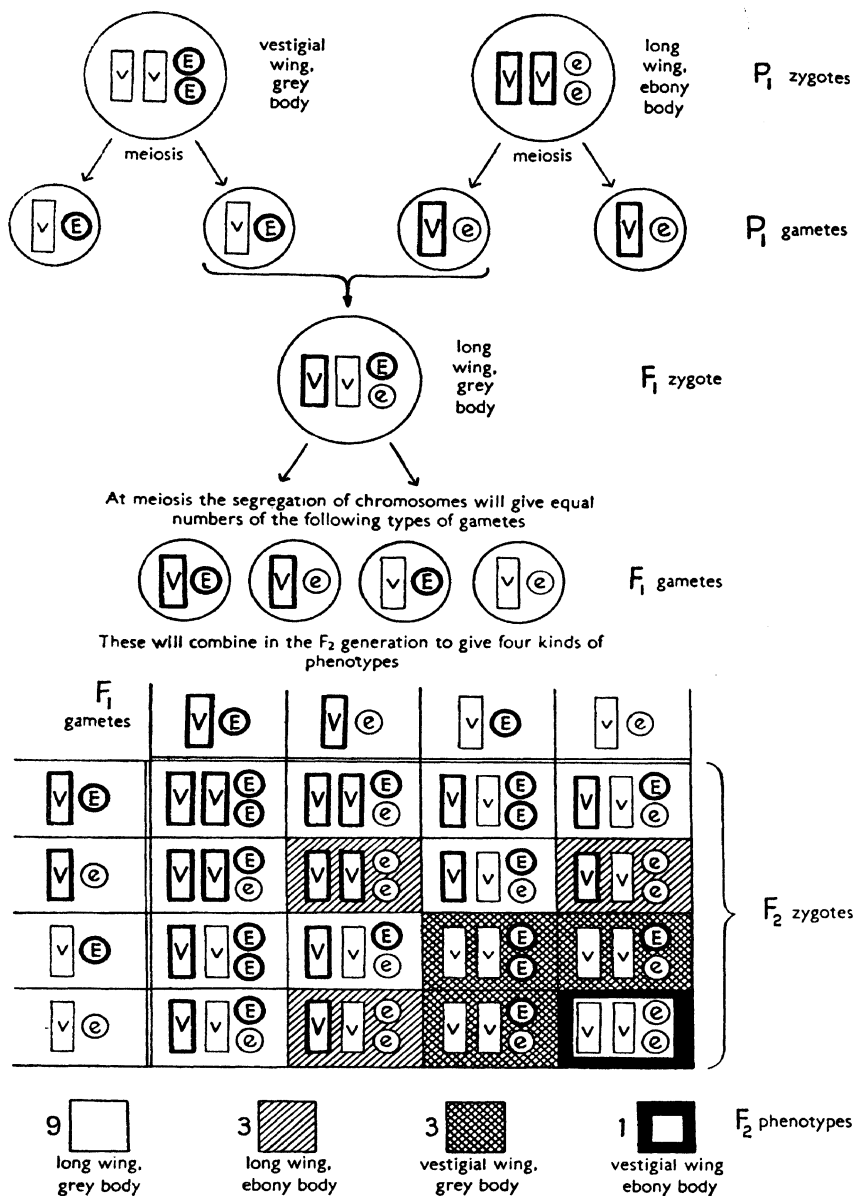 v v E E
vestigial
wing,
grey
body
V V e e
long
wing,
ebony
body
P1 zygotes
meiosis
meiosis
v E
v E
V e
V e
P1 gametes
V v E e
long
wing,
grey
body
F1 zygote
At meiosis the segregation of chromosomes will give equal
numbers of the following types of gametes
V E
V e
v E
v e
F1 gametes
These will combine in the F2 generation to give four kinds of
phenotypes
F1
gametes
V E
V e
v E
v e
V E
V V E E
V V E e
V v E E
V v E e
V e
V V E e
V V e e
V v E e
V v e e
F2 zygotes
v E
V v E E
V v E e
v v E E
v v E e
v e
V v E e
V v e e
v v E e
v v e e
9
long wing,
grey body
3
long wing,
ebony body
3
vestigial wing,
grey body
1
vestigial wing
ebony body
F2 phenotypes